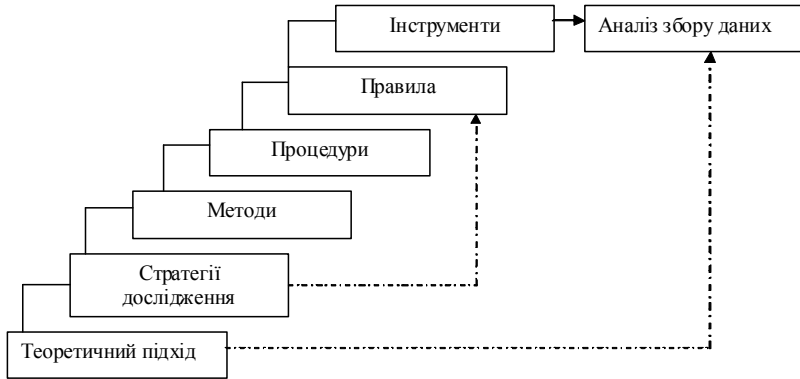 Інструменти
Аналіз збору даних
Правила
Процедури
Методи
Стратегії
дослідження
Теоретичний підхід